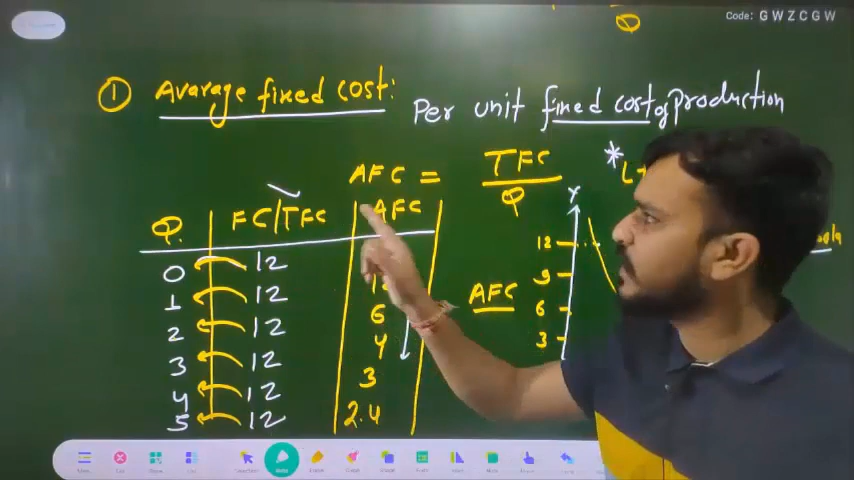 Code: G W Z C G W
Q
① Avarage fixed cost: Per unit fixed cost of production
AFC = TFC / Q
Q. FC/TFC AFC
0 12
1 12
2 12 6
3 12 4
4 12 3
5 12 2.4
*
Y
12
9
AFC 6
3